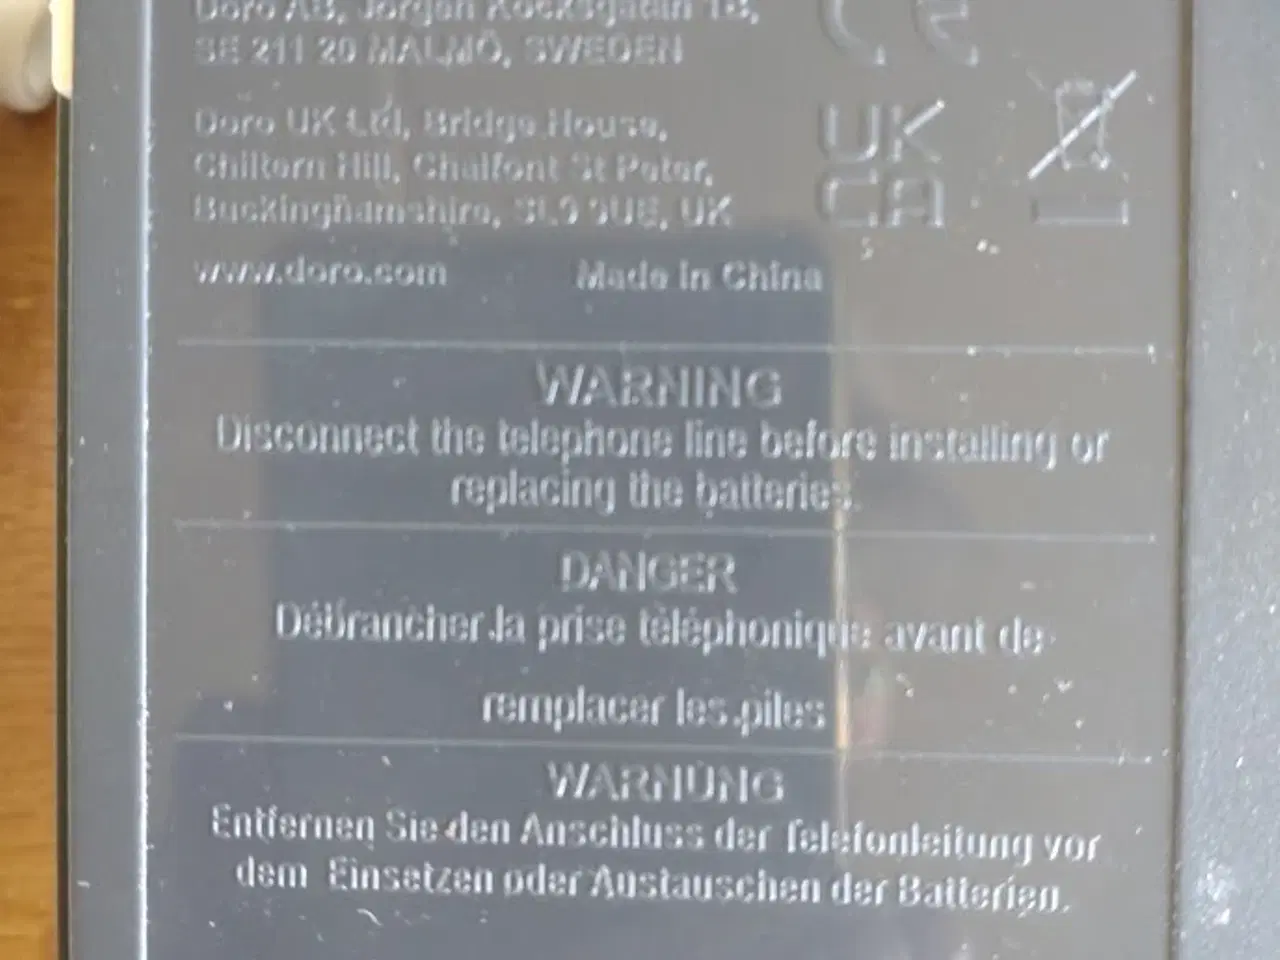 Doro AB, Jörgen Kocksgatan 1B,
SE 211 20 MALMÖ, SWEDEN
Doro UK Ltd, Bridge House,
Chiltern Hill, Chalfont St Peter,
Buckinghamshire, SL9 9UE, UK
www.doro.com Made in China
CE
UK
CA
WARNING
Disconnect the telephone line before installing or
replacing the batteries.
DANGER
Débrancher la prise téléphonique avant de
remplacer les piles
WARNUNG
Entfernen Sie den Anschluss der Telefonleitung vor
dem Einsetzen oder Austauschen der Batterien.